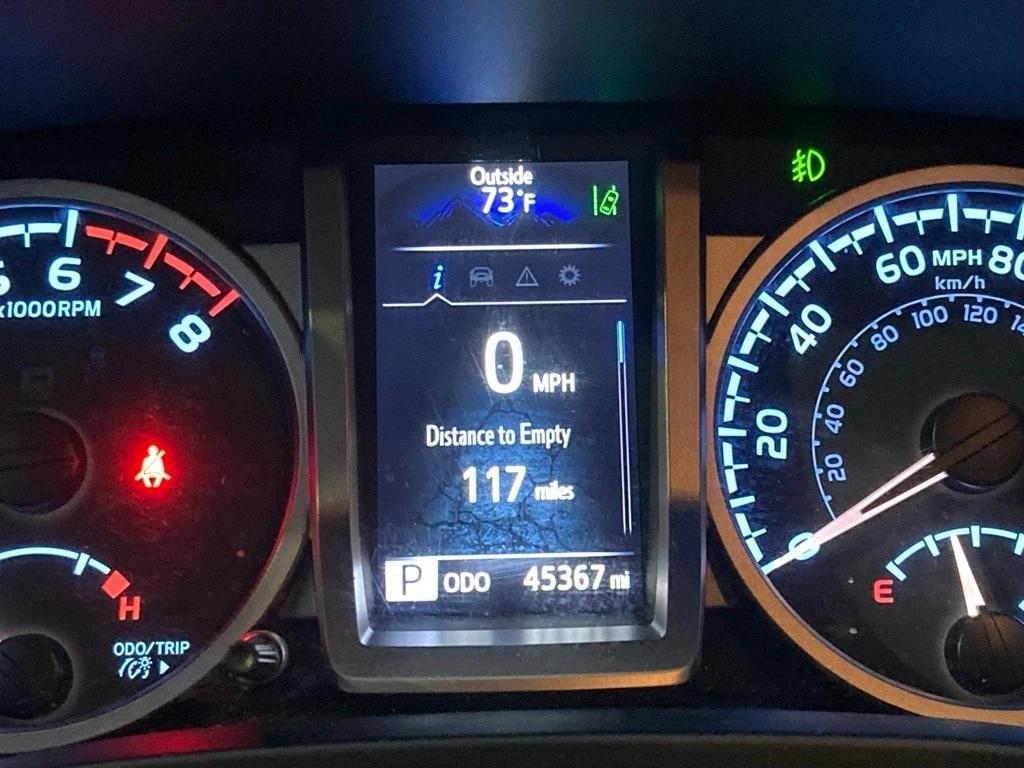 Outside
73°F
i
0 MPH
Distance to Empty
117 miles
P ODO 45367 mi
6 7 8
x1000RPM
H
ODO/TRIP
0 20 40 60 MPH 80
km/h
20 40 60 80 100 120
E